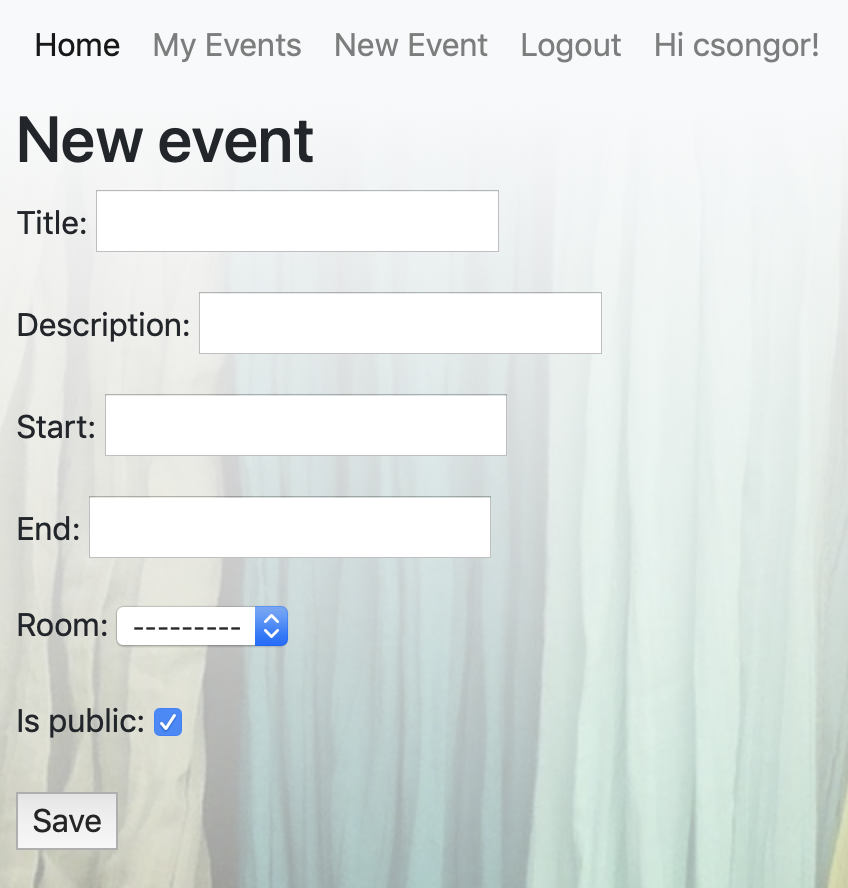 Home My Events New Event Logout Hi csongor!
New event
Title:
Description:
Start:
End:
Room: ---------
Is public:
Save